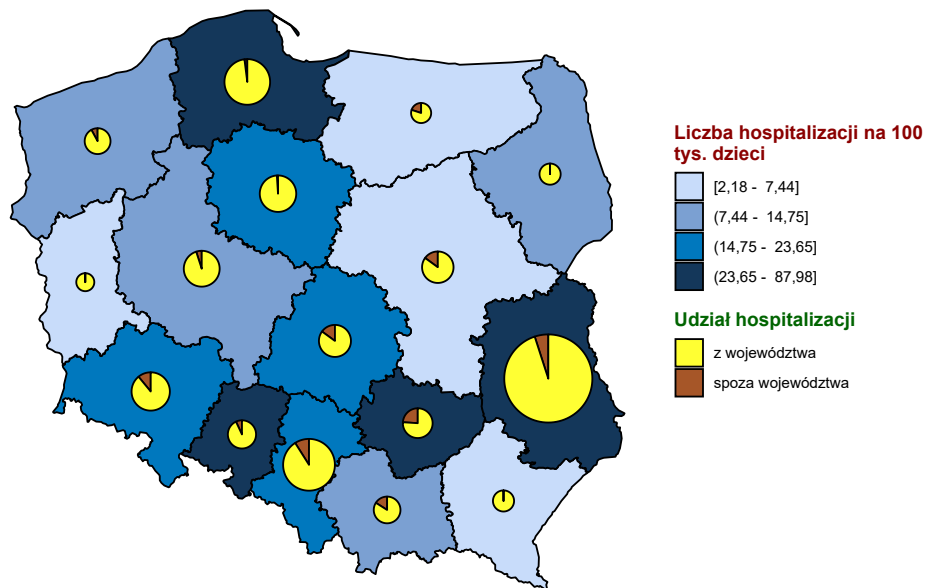 Liczba hospitalizacji na 100
tys. dzieci
[2,18 - 7,44]
(7,44 - 14,75]
(14,75 - 23,65]
(23,65 - 87,98]
Udział hospitalizacji
z województwa
spoza województwa